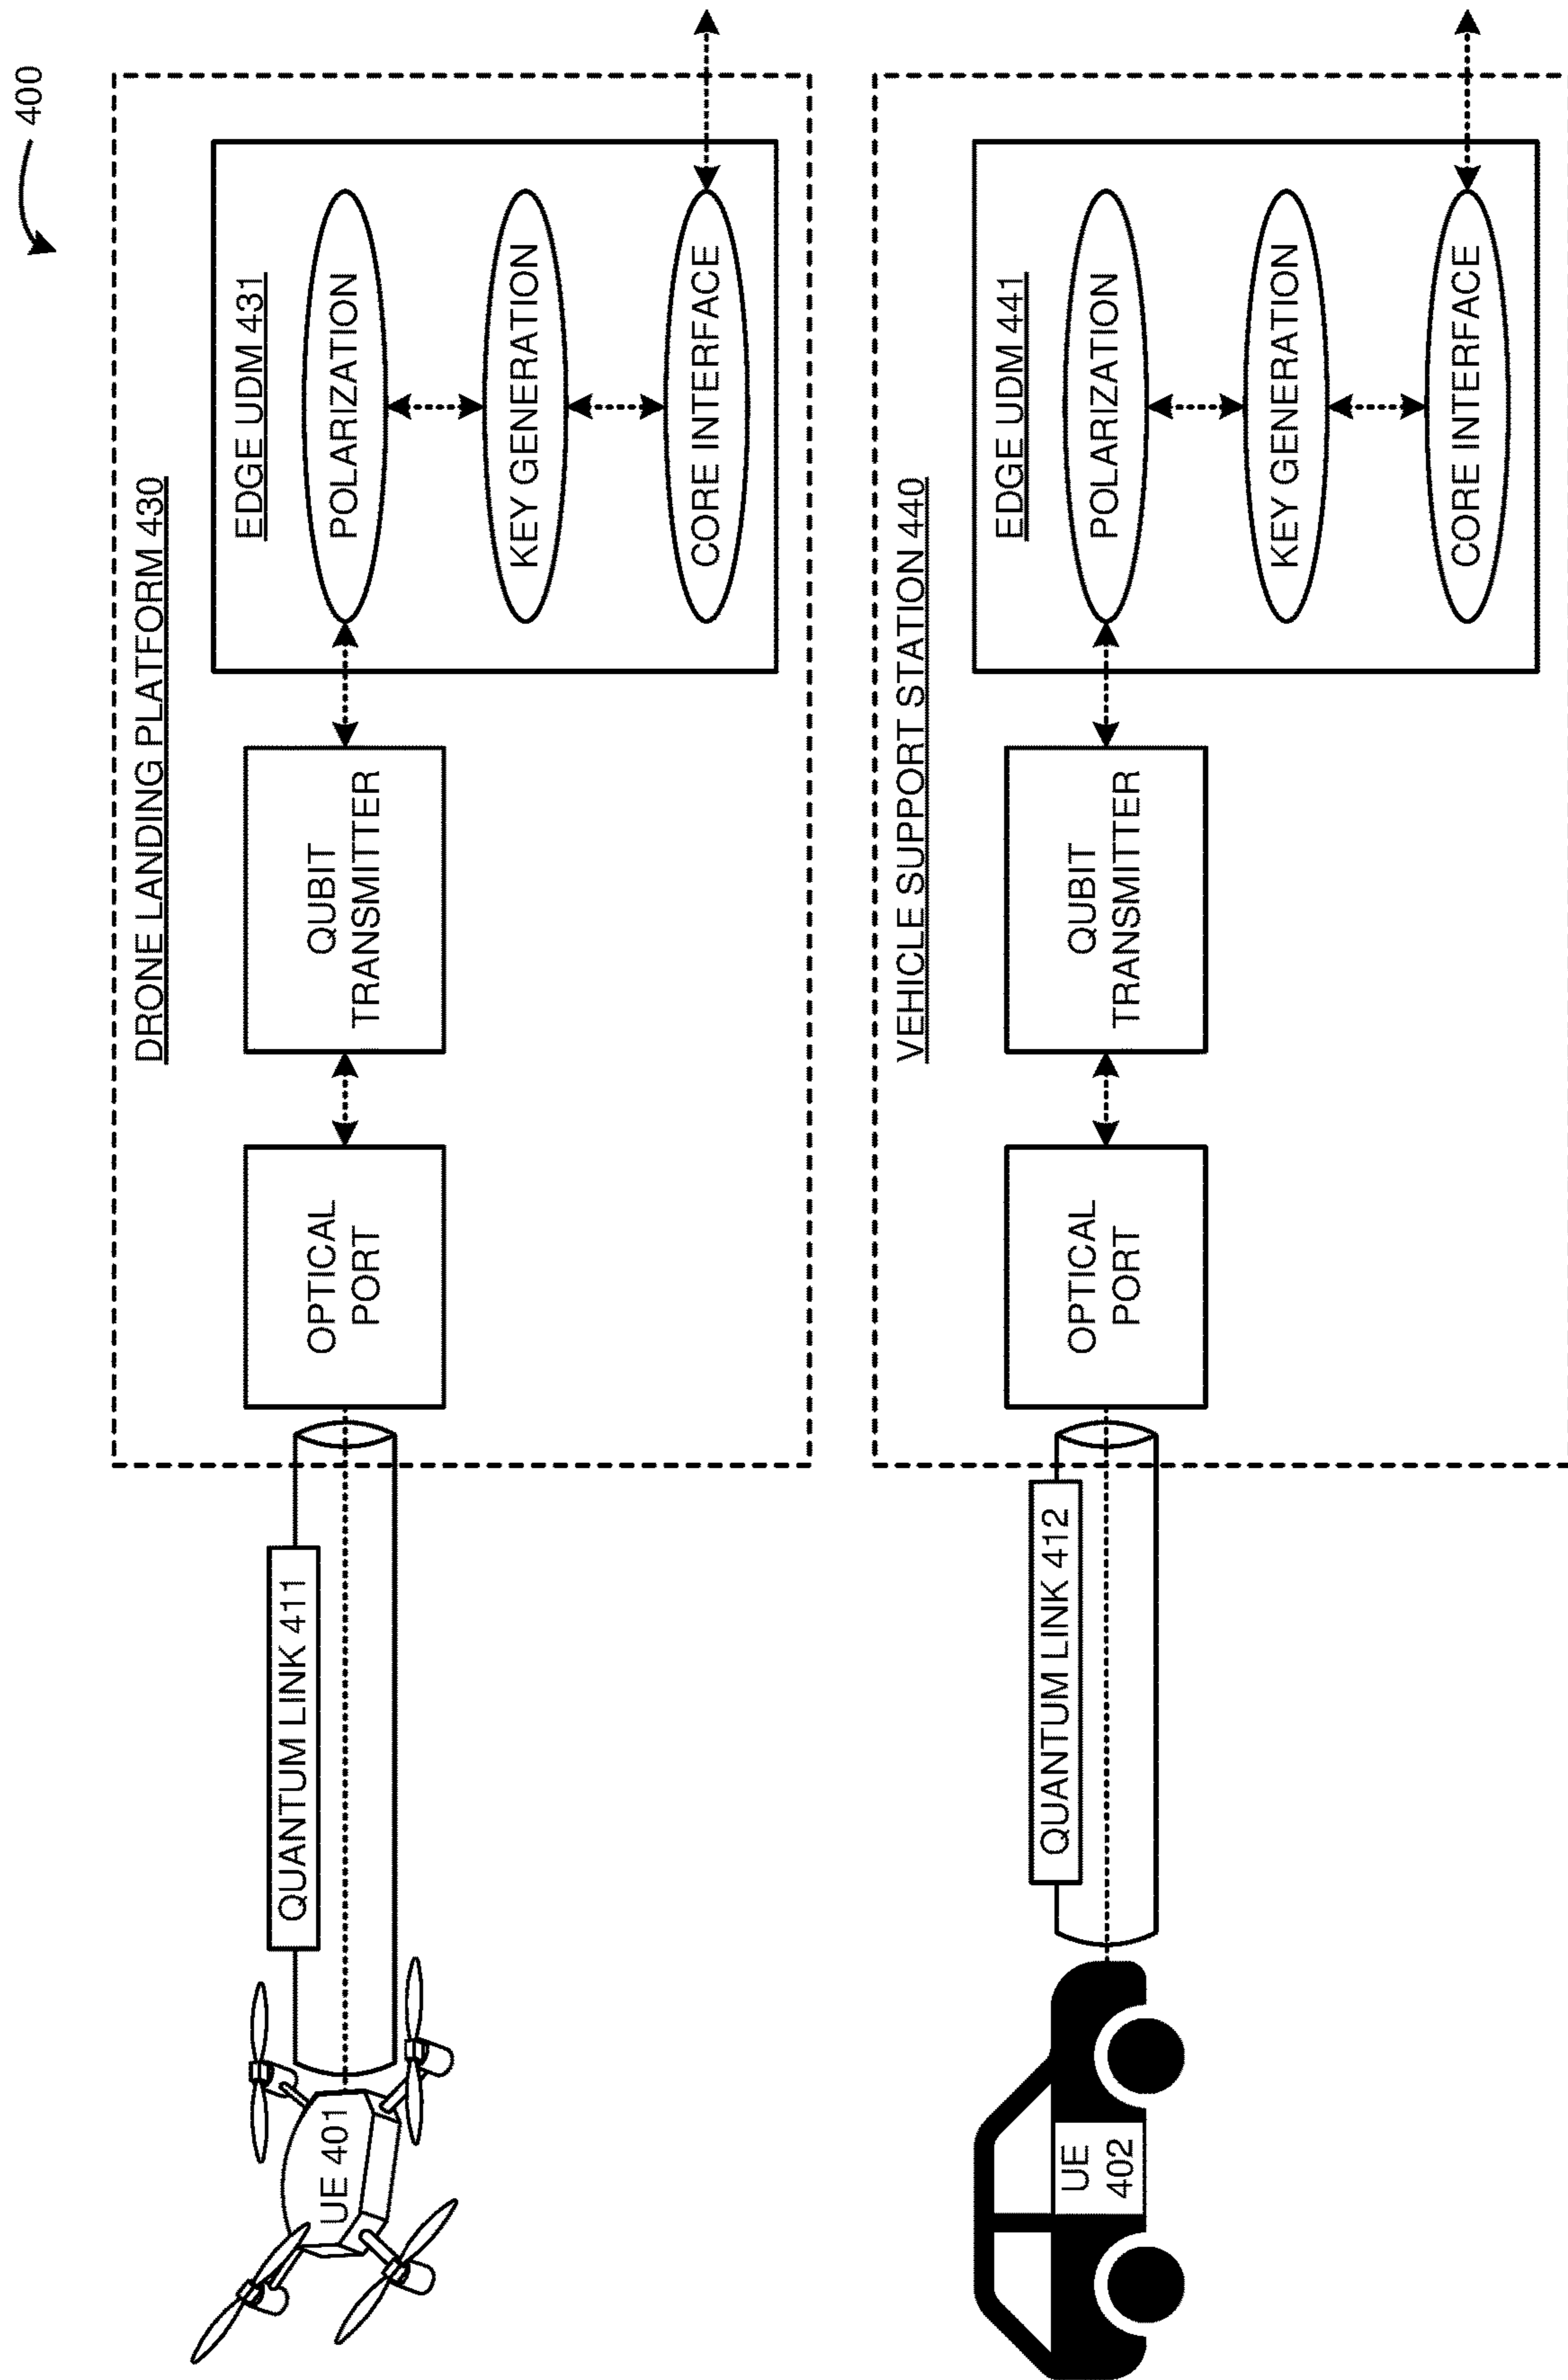 400
DRONE LANDING PLATFORM 430
UE 401
QUANTUM LINK 411
OPTICAL
PORT
QUBIT
TRANSMITTER
EDGE UDM 431
POLARIZATION
KEY GENERATION
CORE INTERFACE
VEHICLE SUPPORT STATION 440
UE
402
QUANTUM LINK 412
OPTICAL
PORT
QUBIT
TRANSMITTER
EDGE UDM 441
POLARIZATION
KEY GENERATION
CORE INTERFACE